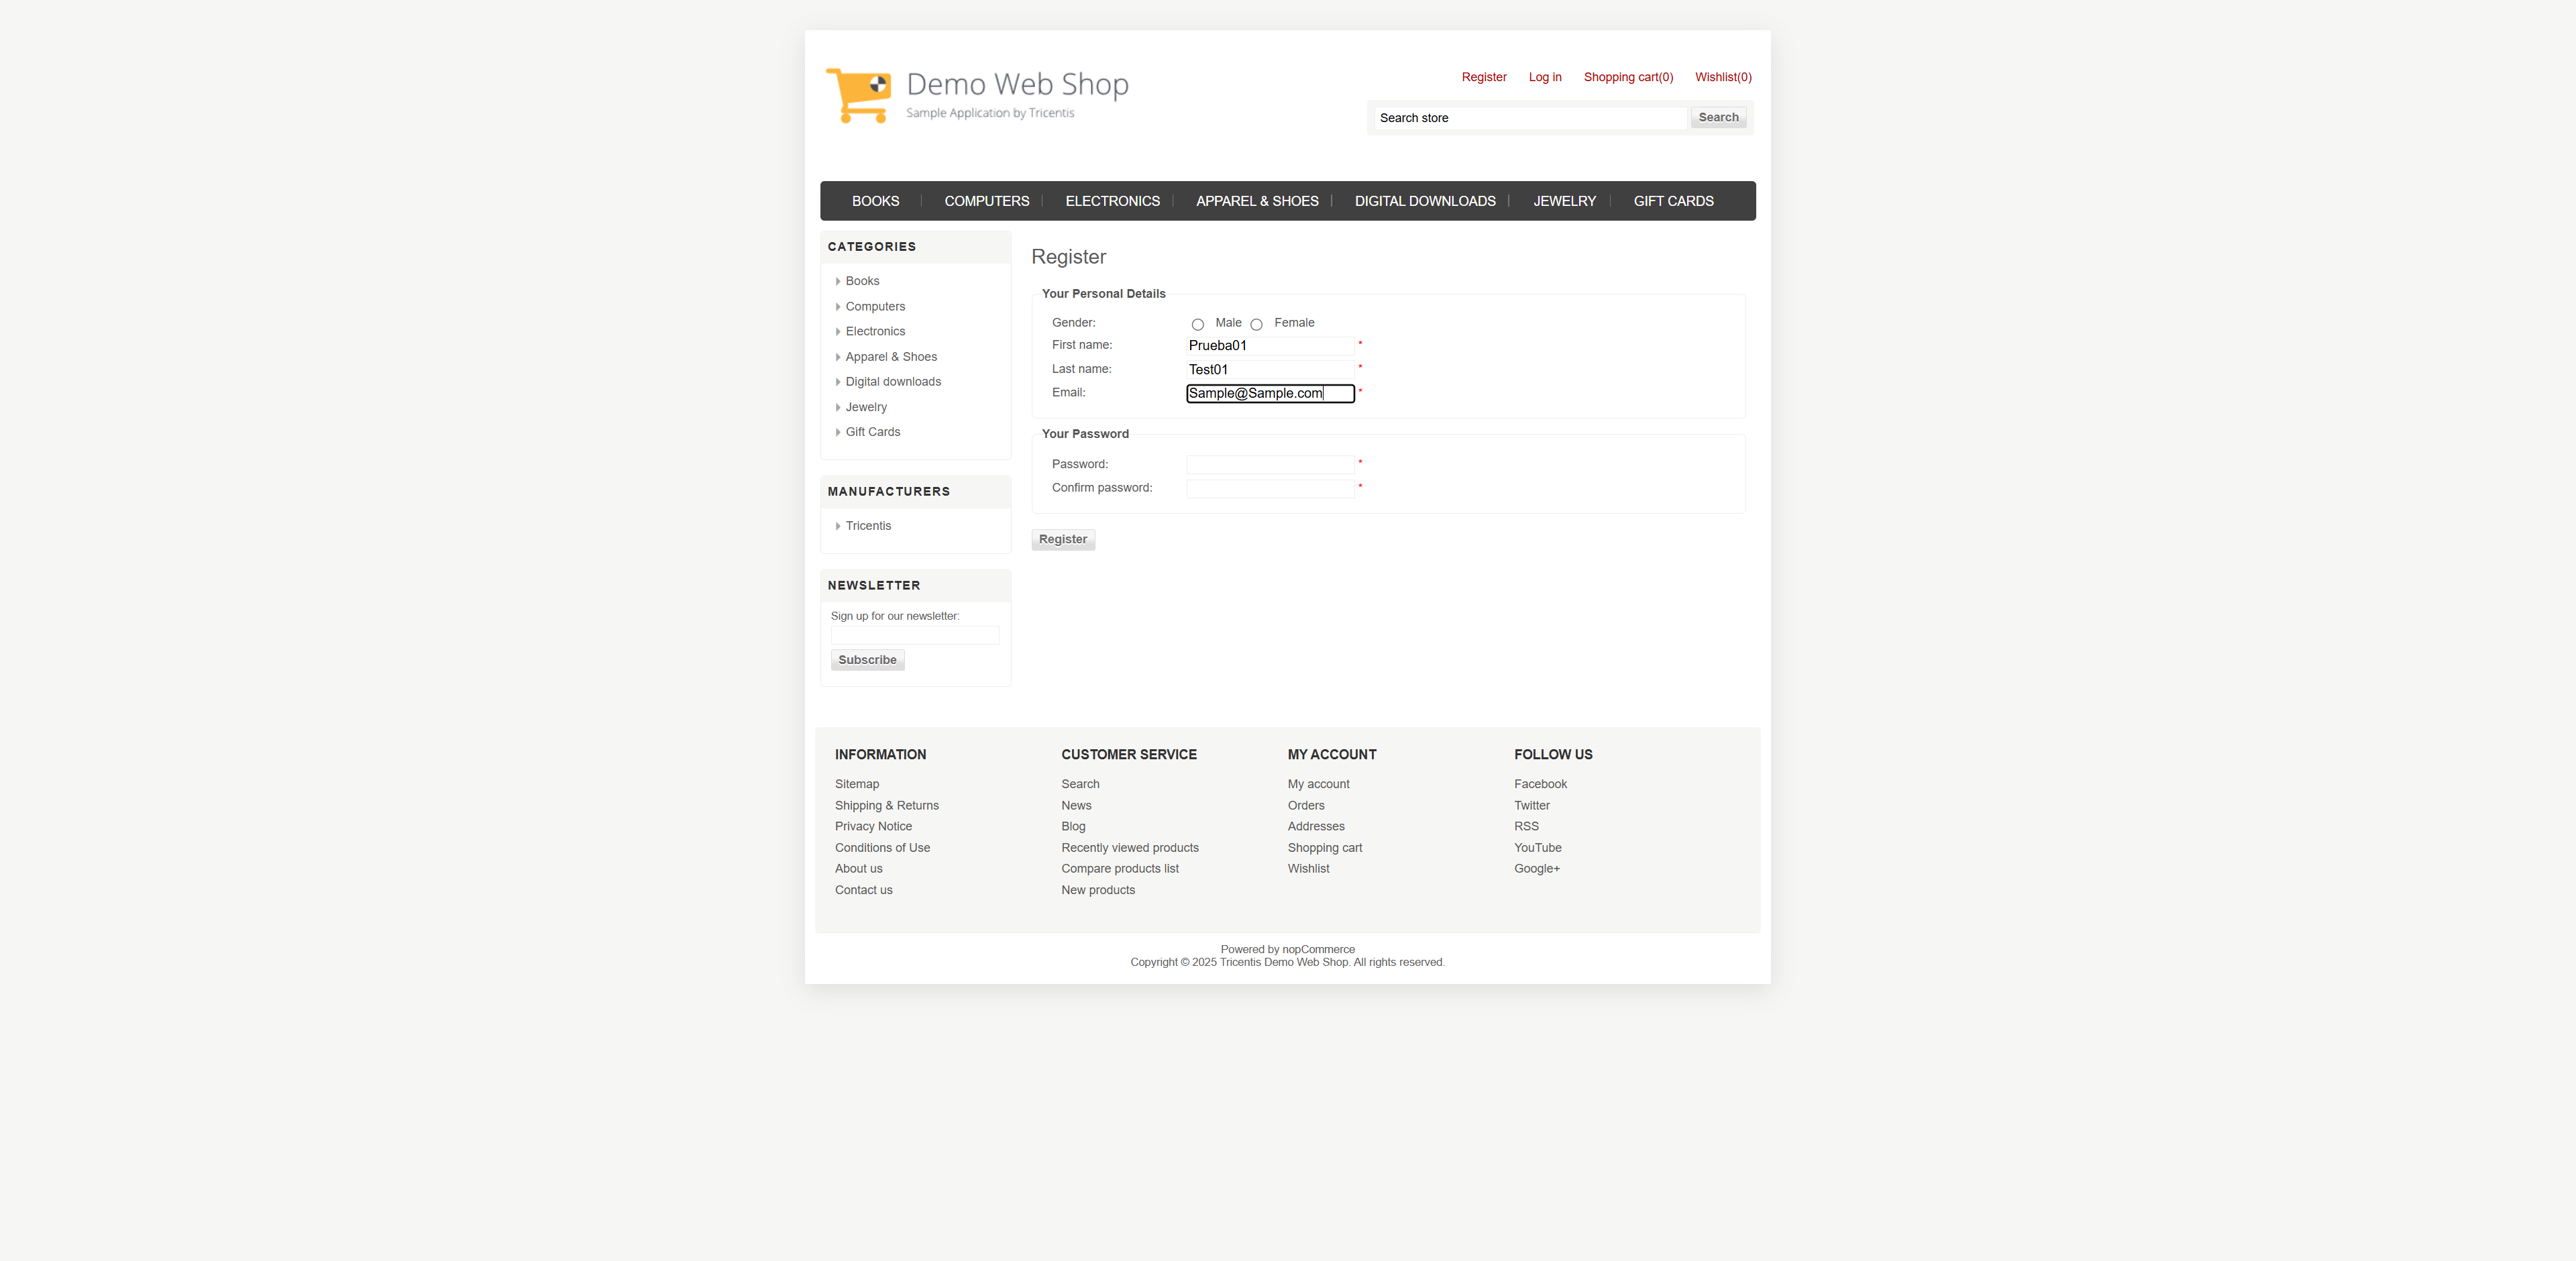 Demo Web Shop
Sample Application by Tricentis
Register Log in Shopping cart(0) Wishlist(0)
Search store Search
BOOKS COMPUTERS ELECTRONICS APPAREL & SHOES DIGITAL DOWNLOADS JEWELRY GIFT CARDS
CATEGORIES
Books
Computers
Electronics
Apparel & Shoes
Digital downloads
Jewelry
Gift Cards
MANUFACTURERS
Tricentis
NEWSLETTER
Sign up for our newsletter:
Subscribe
Register
Your Personal Details
Gender: Male Female
First name: Prueba01 *
Last name: Test01 *
Email: Sample@Sample.com *
Your Password
Password: *
Confirm password: *
Register
INFORMATION
Sitemap
Shipping & Returns
Privacy Notice
Conditions of Use
About us
Contact us
CUSTOMER SERVICE
Search
News
Blog
Recently viewed products
Compare products list
New products
MY ACCOUNT
My account
Orders
Addresses
Shopping cart
Wishlist
FOLLOW US
Facebook
Twitter
RSS
YouTube
Google+
Powered by nopCommerce
Copyright © 2025 Tricentis Demo Web Shop. All rights reserved.